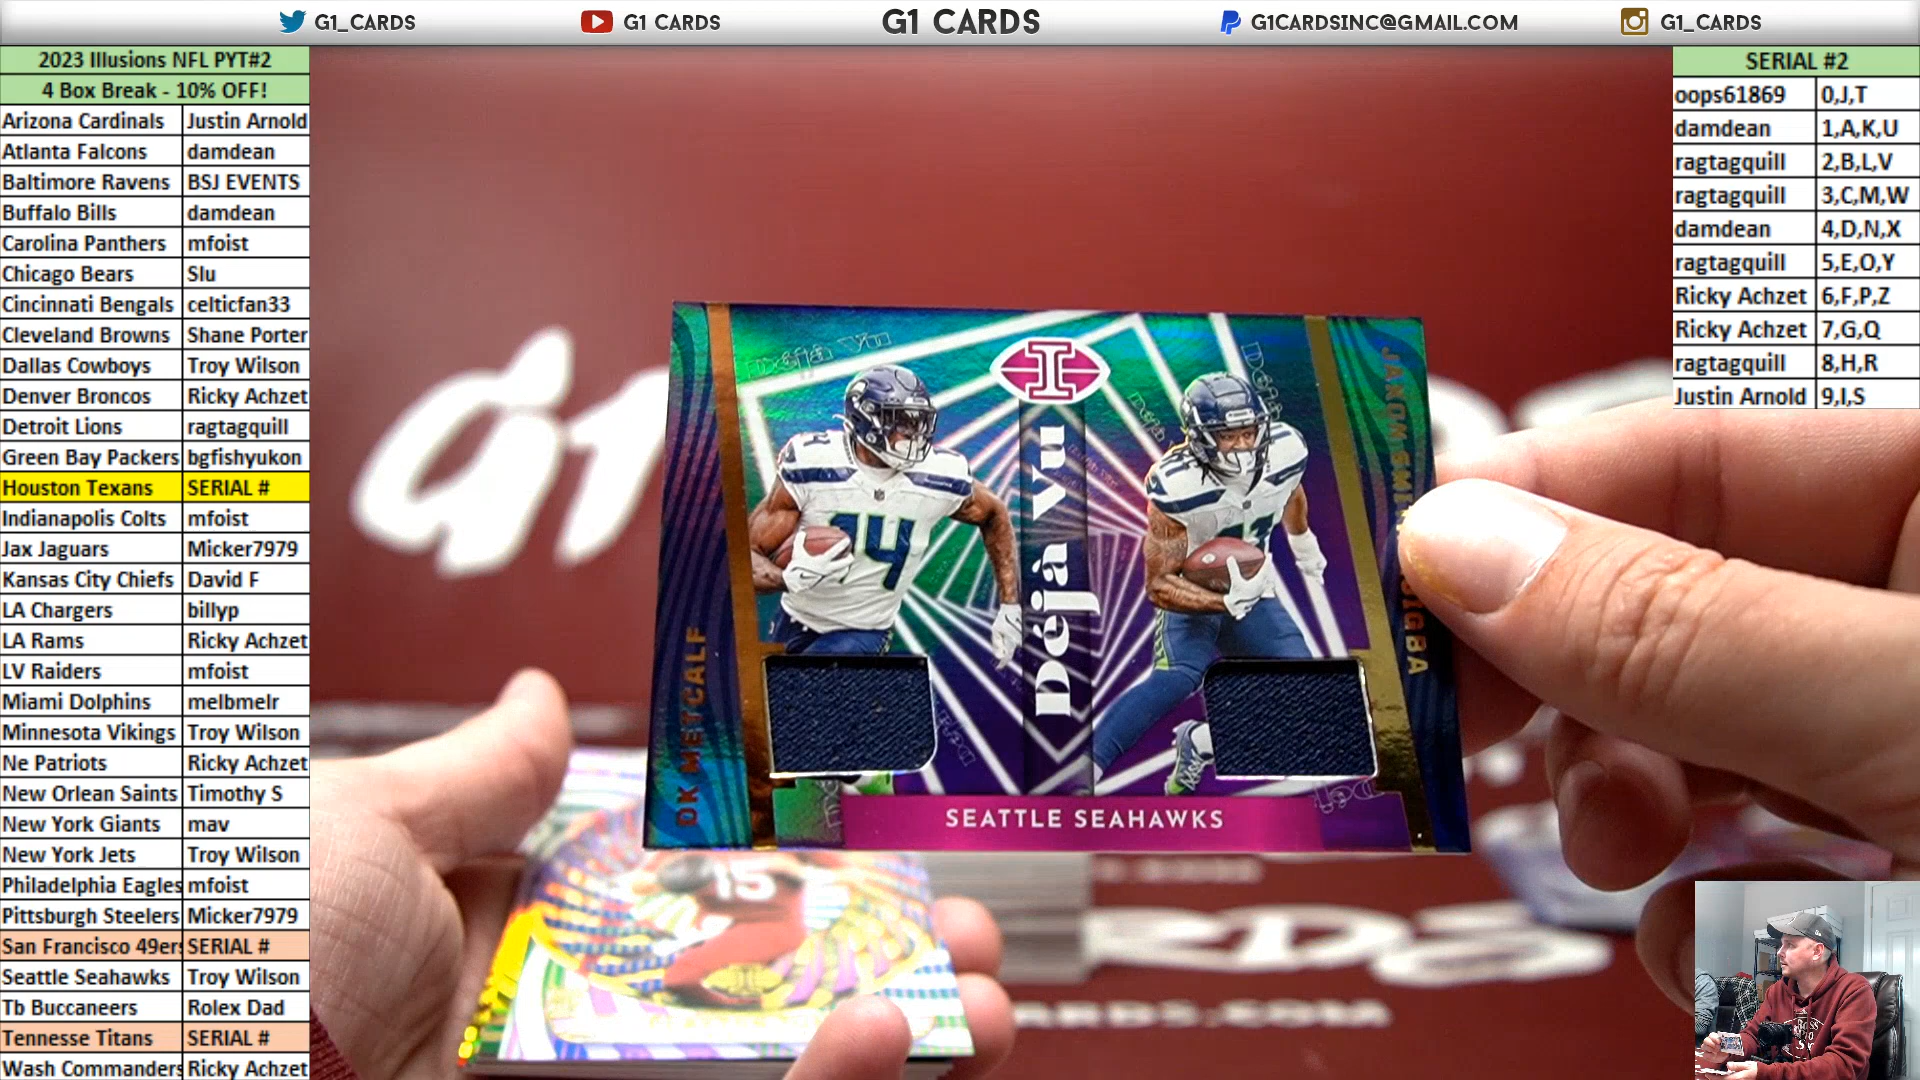 G1_CARDS
G1 CARDS
G1 CARDS
G1CARDSINC@GMAIL.COM
G1_CARDS
2023 Illusions NFL PYT#2
4 Box Break - 10% OFF!
Arizona Cardinals Justin Arnold
Atlanta Falcons damdean
Baltimore Ravens BSJ EVENTS
Buffalo Bills damdean
Carolina Panthers mfoist
Chicago Bears Slu
Cincinnati Bengals celticfan33
Cleveland Browns Shane Porter
Dallas Cowboys Troy Wilson
Denver Broncos Ricky Achzet
Detroit Lions ragtagquill
Green Bay Packers bgfishyukon
Houston Texans SERIAL #
Indianapolis Colts mfoist
Jax Jaguars Micker7979
Kansas City Chiefs David F
LA Chargers billyp
LA Rams Ricky Achzet
LV Raiders mfoist
Miami Dolphins melbmelr
Minnesota Vikings Troy Wilson
Ne Patriots Ricky Achzet
New Orlean Saints Timothy S
New York Giants mav
New York Jets Troy Wilson
Philadelphia Eagles mfoist
Pittsburgh Steelers Micker7979
San Francisco 49ers SERIAL #
Seattle Seahawks Troy Wilson
Tb Buccaneers Rolex Dad
Tennesse Titans SERIAL #
Wash Commanders Ricky Achzet
SERIAL #2
oops61869 0,J,T
damdean 1,A,K,U
ragtagquill 2,B,L,V
ragtagquill 3,C,M,W
damdean 4,D,N,X
ragtagquill 5,E,O,Y
Ricky Achzet 6,F,P,Z
Ricky Achzet 7,G,Q
ragtagquill 8,H,R
Justin Arnold 9,I,S
G1
Déjà Vu
I
14
11
DK METCALF
Déjà Vu
JAXON
SEATTLE SEAHAWKS
15